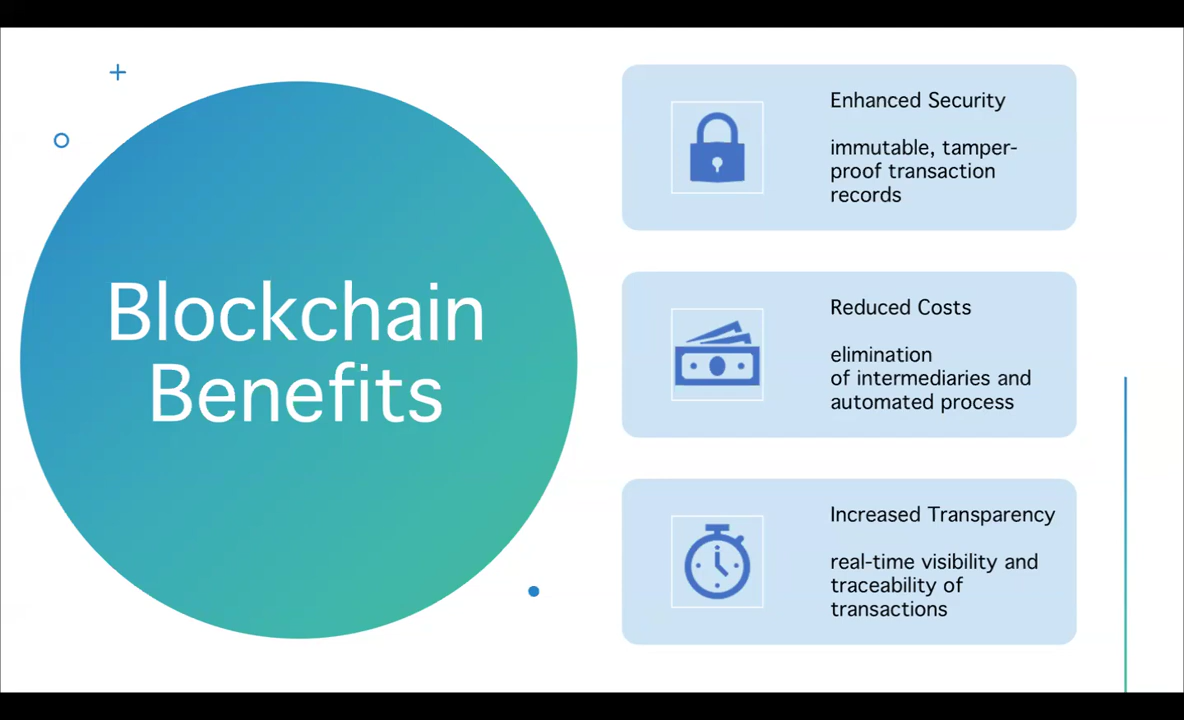 Blockchain
Benefits
Enhanced Security
immutable, tamper-
proof transaction
records
Reduced Costs
elimination
of intermediaries and
automated process
Increased Transparency
real-time visibility and
traceability of
transactions